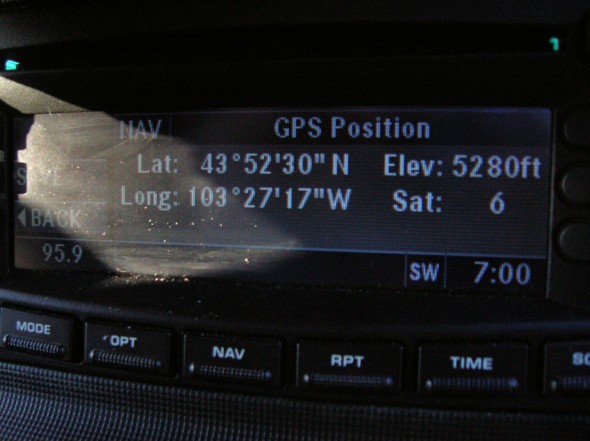 NAV GPS Position
Lat: 43°52'30" N Elev: 5280ft
Long: 103°27'17"W Sat: 6
BACK
95.9 SW 7:00
MODE OPT NAV RPT TIME